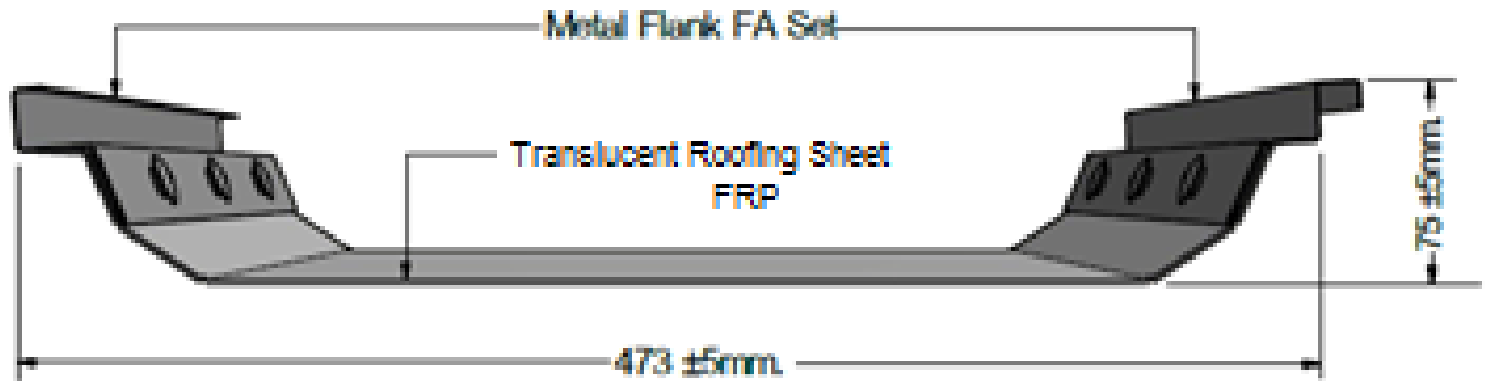 Metal Flank FA Set
Translucent Roofing Sheet
FRP
75 ±5mm.
473 ±5mm.